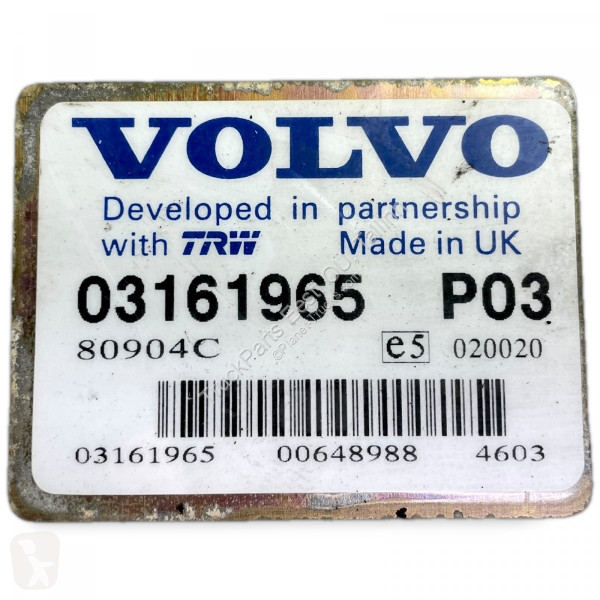 VOLVO
Developed in partnership
with TRW Made in UK
03161965 P03
80904C e5 020020
03161965 00648988 4603